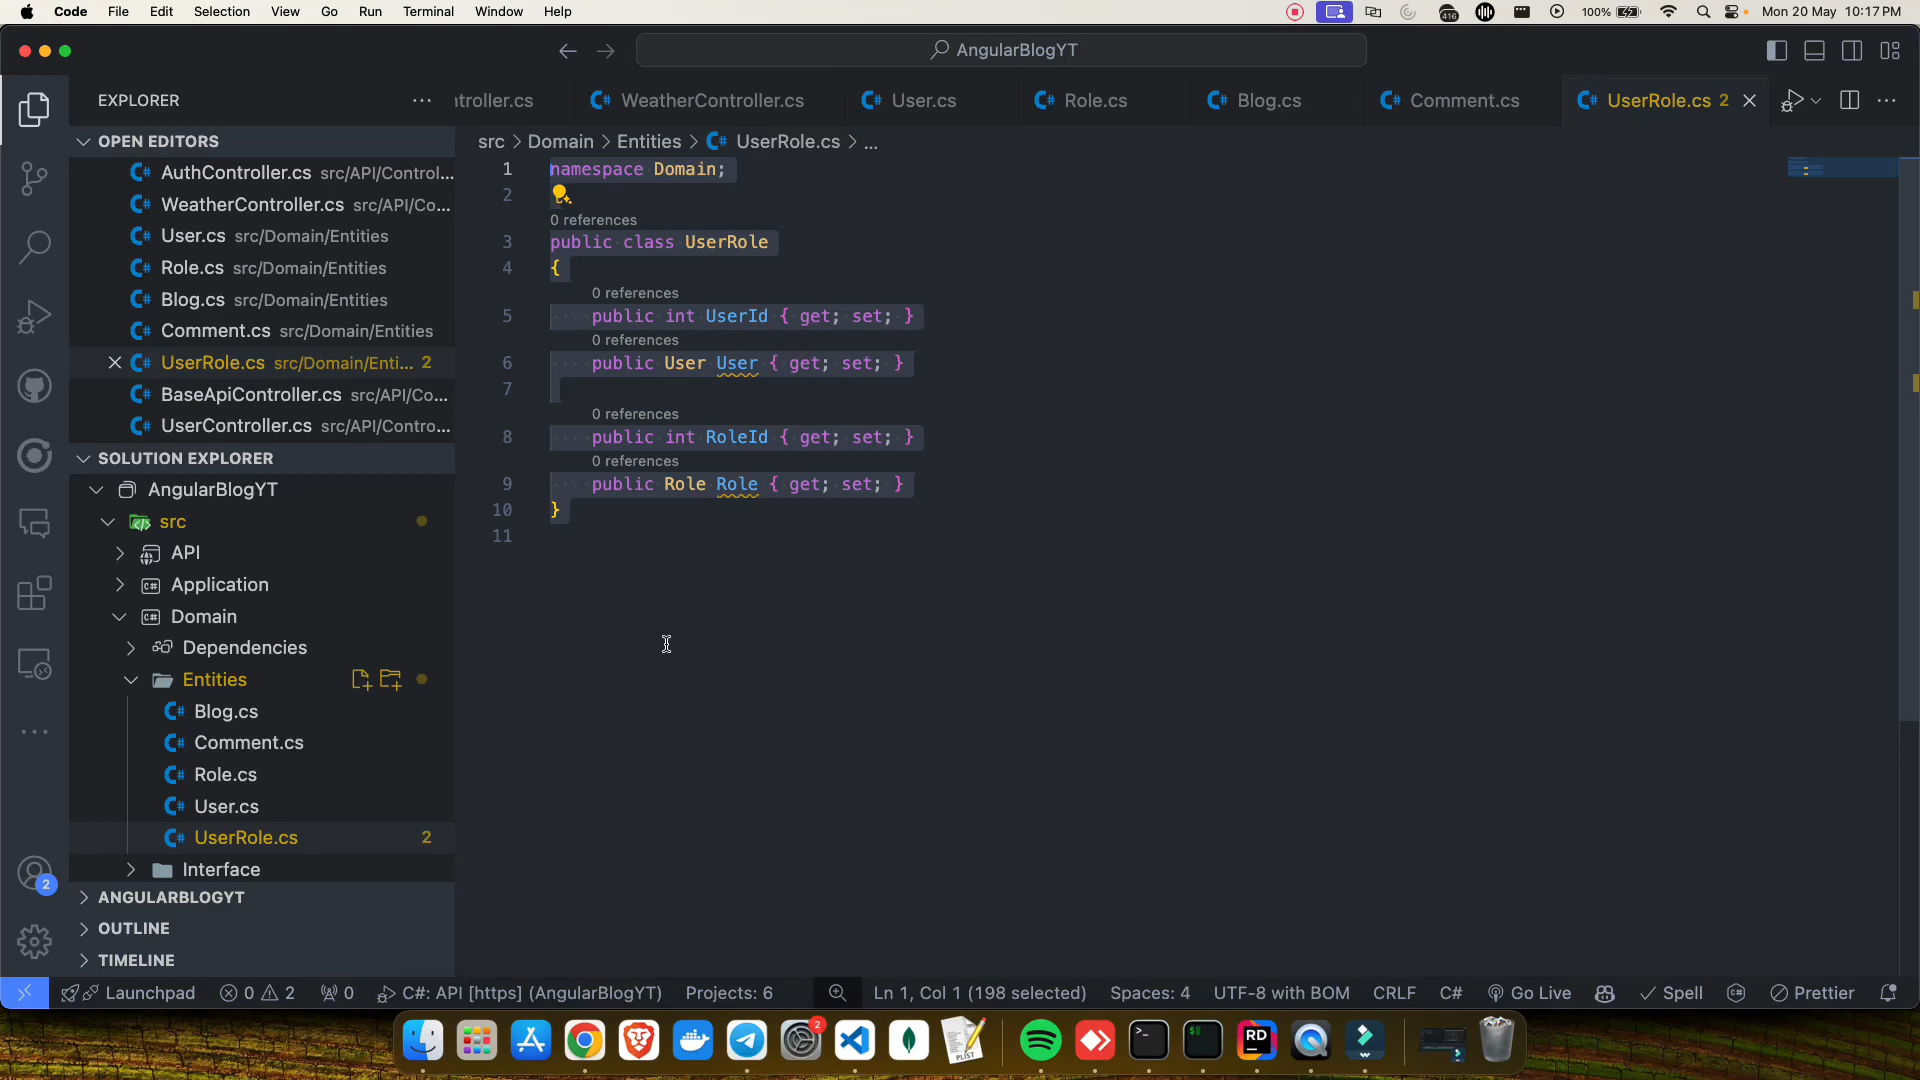 Code File Edit Selection View Go Run Terminal Window Help 416 100% Mon 20 May 10:17 PM
AngularBlogYT
EXPLORER
ntroller.cs WeatherController.cs User.cs Role.cs Blog.cs Comment.cs UserRole.cs 2
OPEN EDITORS
AuthController.cs src/API/Control...
WeatherController.cs src/API/Co...
User.cs src/Domain/Entities
Role.cs src/Domain/Entities
Blog.cs src/Domain/Entities
Comment.cs src/Domain/Entities
UserRole.cs src/Domain/Enti... 2
BaseApiController.cs src/API/Co...
UserController.cs src/API/Contro...
SOLUTION EXPLORER
AngularBlogYT
src
API
Application
Domain
Dependencies
Entities
Blog.cs
Comment.cs
Role.cs
User.cs
UserRole.cs 2
Interface
ANGULARBLOGYT
OUTLINE
TIMELINE
2
src > Domain > Entities > UserRole.cs > ...
1 namespace Domain;
2
0 references
3 public class UserRole
4 {
0 references
5 public int UserId { get; set; }
0 references
6 public User User { get; set; }
7
0 references
8 public int RoleId { get; set; }
0 references
9 public Role Role { get; set; }
10 }
11
Launchpad 0 2 0 C#: API [https] (AngularBlogYT) Projects: 6 Ln 1, Col 1 (198 selected) Spaces: 4 UTF-8 with BOM CRLF C# Go Live Spell Prettier
2
PLIST
RD